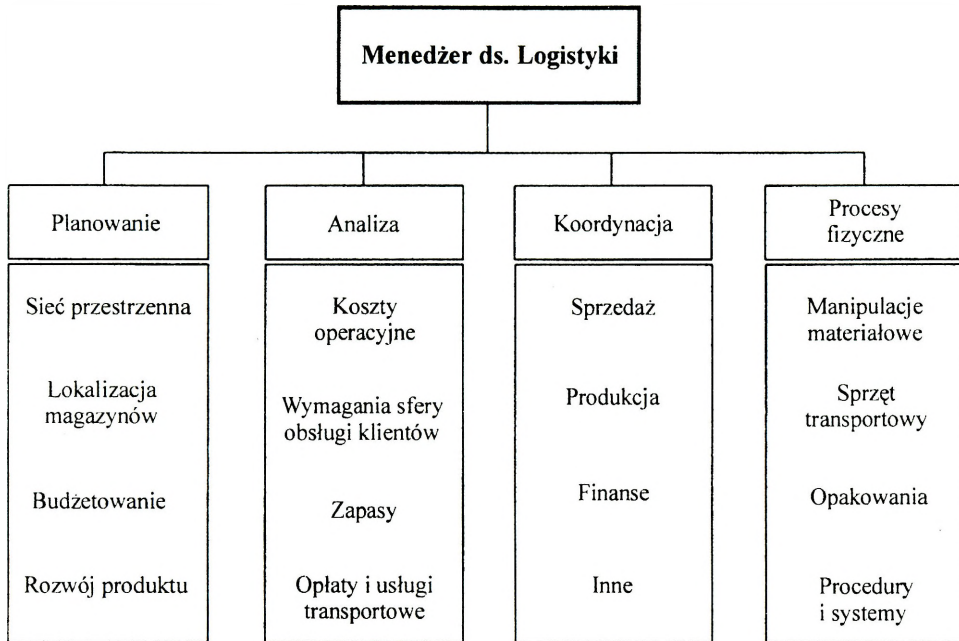 Menedżer ds. Logistyki
Planowanie
Sieć przestrzenna
Lokalizacja
magazynów
Budżetowanie
Rozwój produktu
Analiza
Koszty
operacyjne
Wymagania sfery
obsługi klientów
Zapasy
Opłaty i usługi
transportowe
Koordynacja
Sprzedaż
Produkcja
Finanse
Inne
Procesy
fizyczne
Manipulacje
materiałowe
Sprzęt
transportowy
Opakowania
Procedury
i systemy